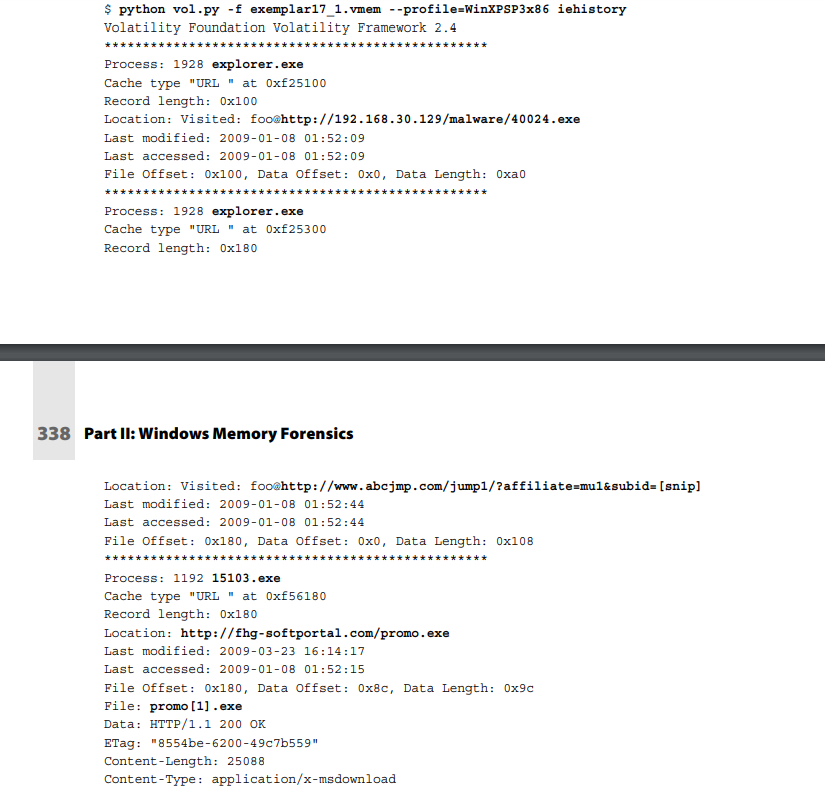 $ python vol.py -f exemplar17_1.vmem --profile=WinXPSP3x86 iehistory
Volatility Foundation Volatility Framework 2.4
**************************************************
Process: 1928 explorer.exe
Cache type "URL " at 0xf25100
Record length: 0x100
Location: Visited: foo@http://192.168.30.129/malware/40024.exe
Last modified: 2009-01-08 01:52:09
Last accessed: 2009-01-08 01:52:09
File Offset: 0x100, Data Offset: 0x0, Data Length: 0xa0
**************************************************
Process: 1928 explorer.exe
Cache type "URL " at 0xf25300
Record length: 0x180
338 Part II: Windows Memory Forensics
Location: Visited: foo@http://www.abcjmp.com/jump1/?affiliate=mu1&subid=[snip]
Last modified: 2009-01-08 01:52:44
Last accessed: 2009-01-08 01:52:44
File Offset: 0x180, Data Offset: 0x0, Data Length: 0x108
**************************************************
Process: 1192 15103.exe
Cache type "URL " at 0xf56180
Record length: 0x180
Location: http://fhg-softportal.com/promo.exe
Last modified: 2009-03-23 16:14:17
Last accessed: 2009-01-08 01:52:15
File Offset: 0x180, Data Offset: 0x8c, Data Length: 0x9c
File: promo[1].exe
Data: HTTP/1.1 200 OK
ETag: "8554be-6200-49c7b559"
Content-Length: 25088
Content-Type: application/x-msdownload